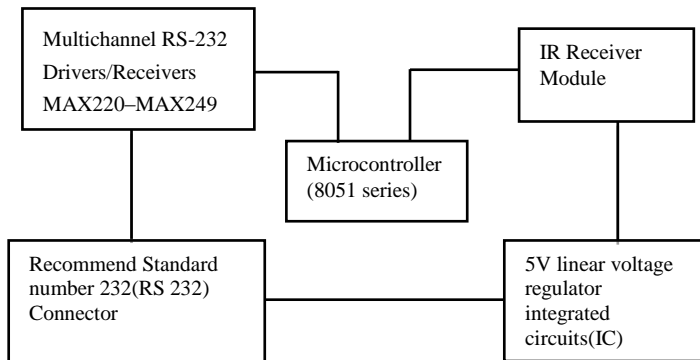 Multichannel RS-232
Drivers/Receivers
MAX220–MAX249
IR Receiver
Module
Microcontroller
(8051 series)
Recommend Standard
number 232(RS 232)
Connector
5V linear voltage
regulator
integrated
circuits(IC)